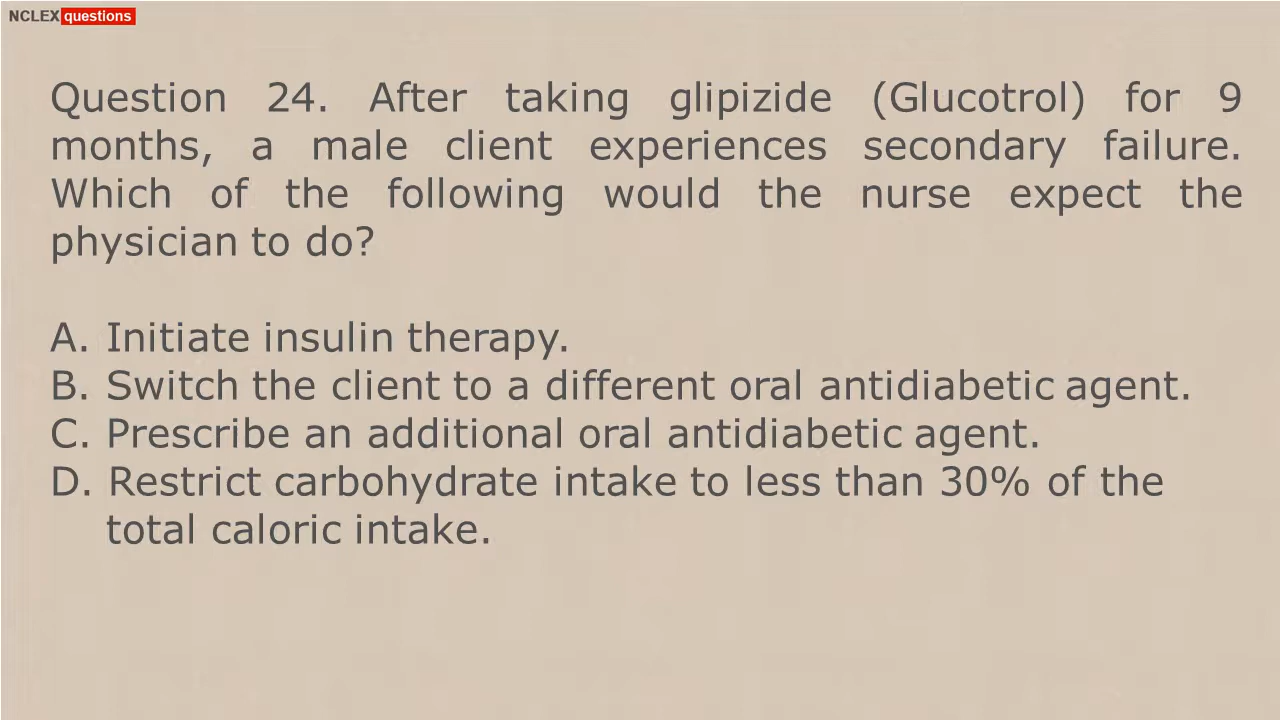 NCLEX questions
Question 24. After taking glipizide (Glucotrol) for 9
months, a male client experiences secondary failure.
Which of the following would the nurse expect the
physician to do?
A. Initiate insulin therapy.
B. Switch the client to a different oral antidiabetic agent.
C. Prescribe an additional oral antidiabetic agent.
D. Restrict carbohydrate intake to less than 30% of the
total caloric intake.